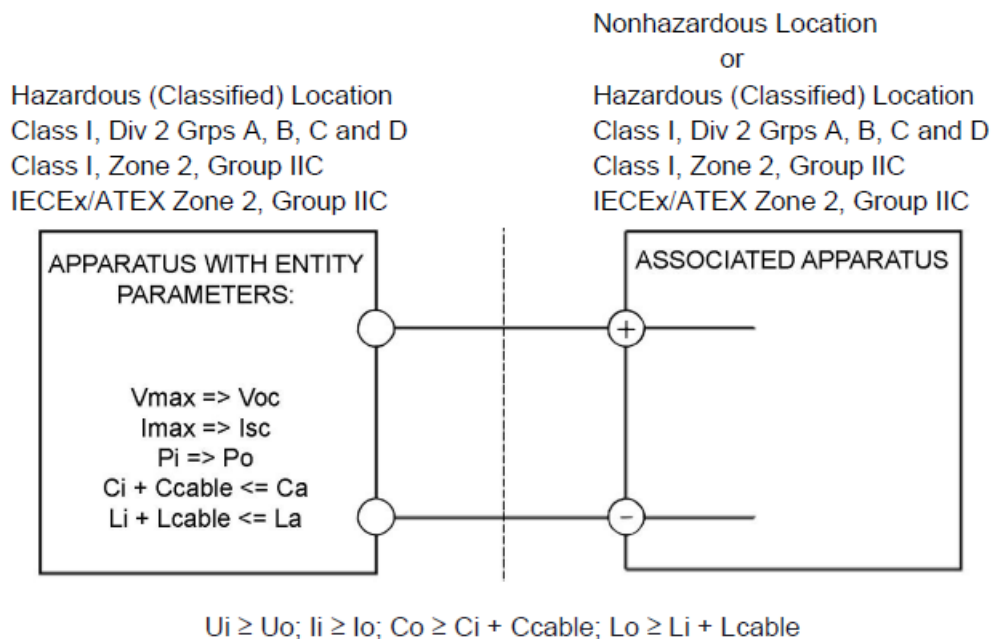 Nonhazardous Location
or
Hazardous (Classified) Location
Class I, Div 2 Grps A, B, C and D
Class I, Zone 2, Group IIC
IECEx/ATEX Zone 2, Group IIC
Hazardous (Classified) Location
Class I, Div 2 Grps A, B, C and D
Class I, Zone 2, Group IIC
IECEx/ATEX Zone 2, Group IIC
APPARATUS WITH ENTITY
PARAMETERS:
Vmax => Voc
Imax => Isc
Pi => Po
Ci + Ccable <= Ca
Li + Lcable <= La
ASSOCIATED APPARATUS
+
−
Ui ≥ Uo; Ii ≥ Io; Co ≥ Ci + Ccable; Lo ≥ Li + Lcable